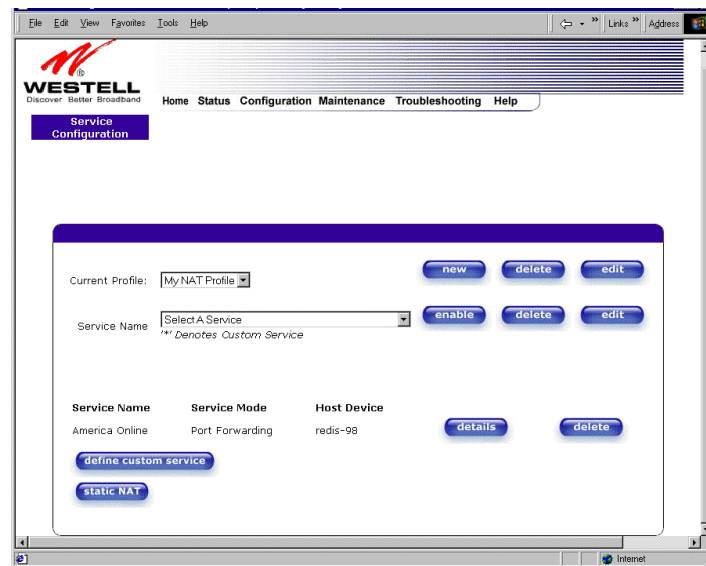 File Edit View Favorites Tools Help
» Links » Address
WESTELL
Discover Better Broadband
Home Status Configuration Maintenance Troubleshooting Help
Service
Configuration
new delete edit
Current Profile: My NAT Profile
enable delete edit
Service Name Select A Service
'*' Denotes Custom Service
Service Name Service Mode Host Device
America Online Port Forwarding redis-98 details delete
define custom service
static NAT
Internet